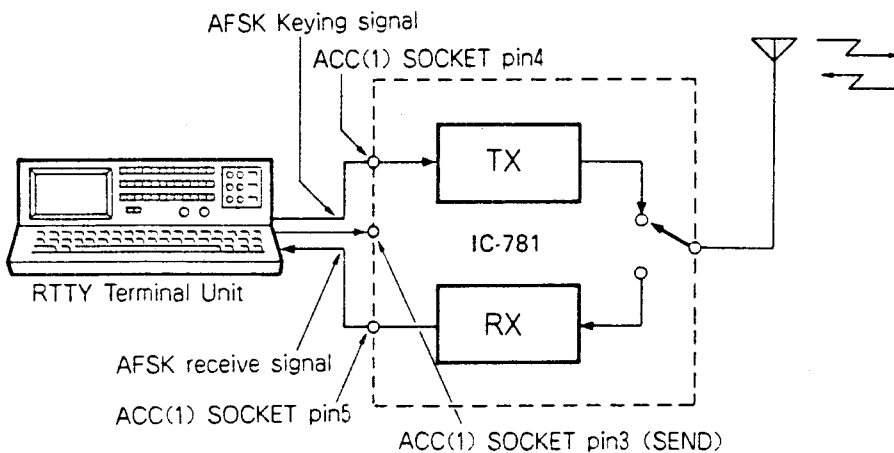 AFSK Keying signal
ACC(1) SOCKET pin4
TX
IC-781
RTTY Terminal Unit
RX
AFSK receive signal
ACC(1) SOCKET pin5
ACC(1) SOCKET pin3 (SEND)